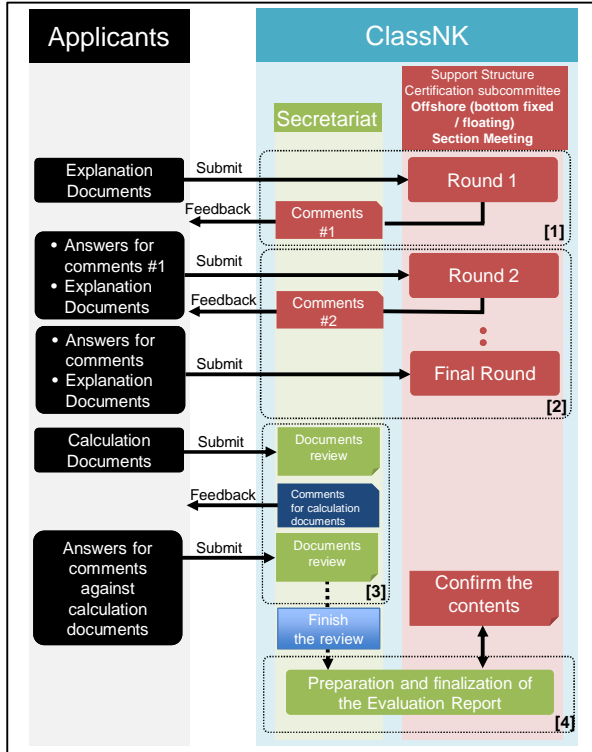 Applicants
ClassNK
Secretariat
Support Structure
Certification subcommittee
Offshore (bottom fixed
/ floating)
Section Meeting
Explanation
Documents
Submit
Round 1
Feedback
Comments
#1
[1]
• Answers for
comments #1
• Explanation
Documents
Submit
Round 2
Feedback
Comments
#2
• Answers for
comments
• Explanation
Documents
Submit
Final Round
[2]
Calculation
Documents
Submit
Documents
review
Feedback
Comments
for calculation
documents
Answers for
comments
against
calculation
documents
Submit
Documents
review
[3]
Confirm the
contents
Finish
the review
Preparation and finalization of
the Evaluation Report
[4]